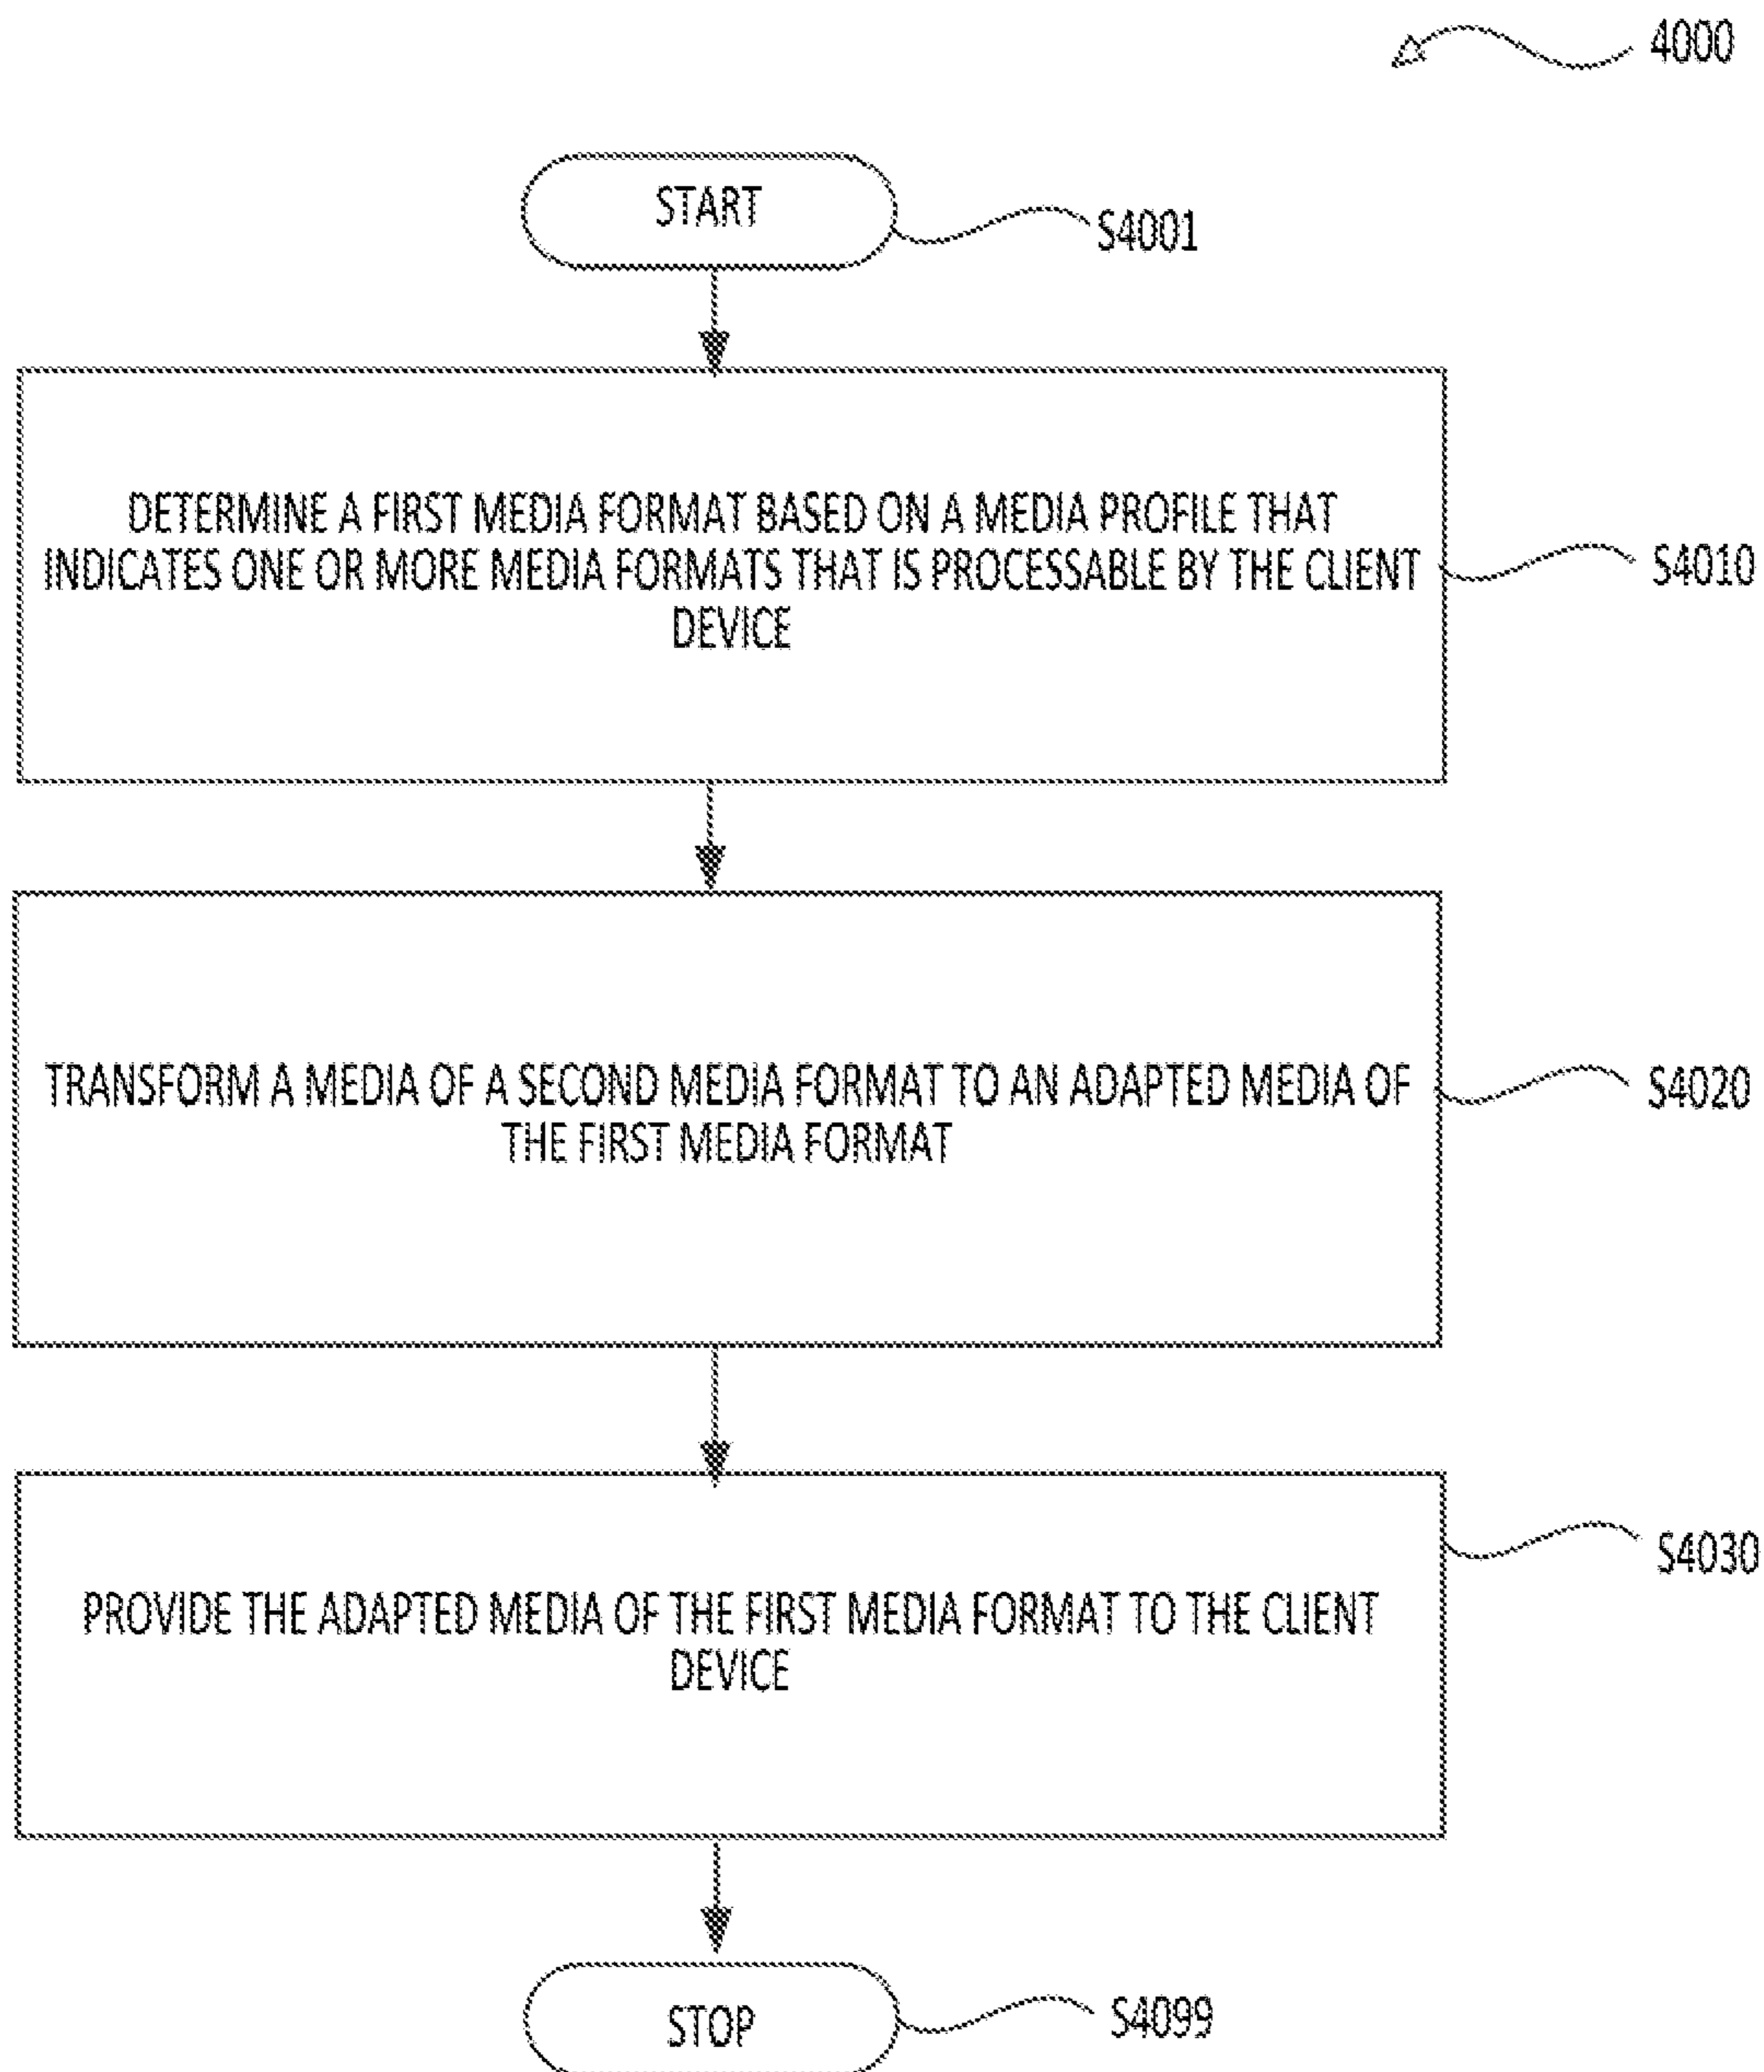 4000
START
S4001
DETERMINE A FIRST MEDIA FORMAT BASED ON A MEDIA PROFILE THAT
INDICATES ONE OR MORE MEDIA FORMATS THAT IS PROCESSABLE BY THE CLIENT
DEVICE
S4010
TRANSFORM A MEDIA OF A SECOND MEDIA FORMAT TO AN ADAPTED MEDIA OF
THE FIRST MEDIA FORMAT
S4020
PROVIDE THE ADAPTED MEDIA OF THE FIRST MEDIA FORMAT TO THE CLIENT
DEVICE
S4030
STOP
S4099